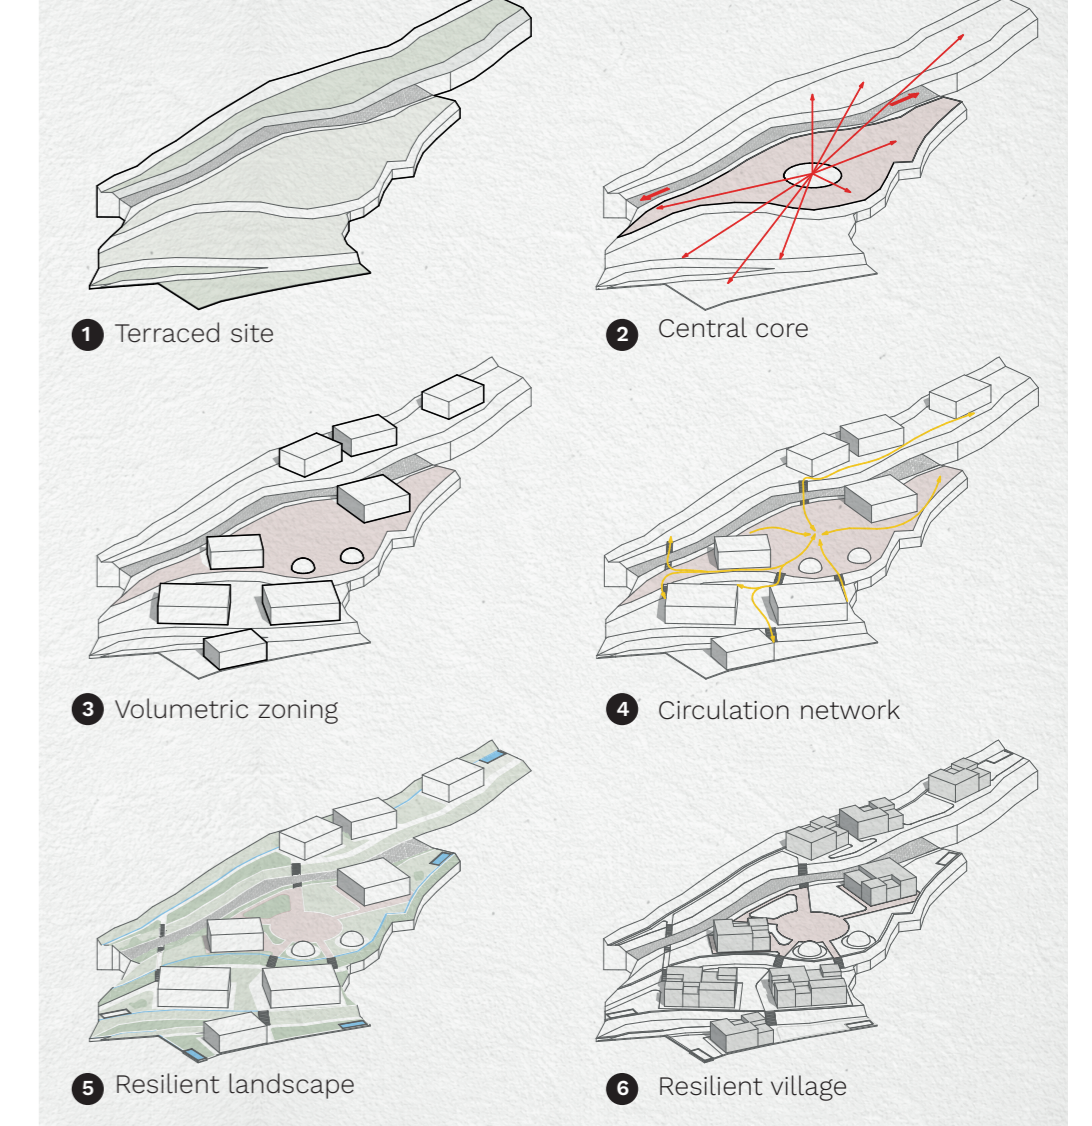 1 Terraced site
2 Central core
3 Volumetric zoning
4 Circulation network
5 Resilient landscape
6 Resilient village